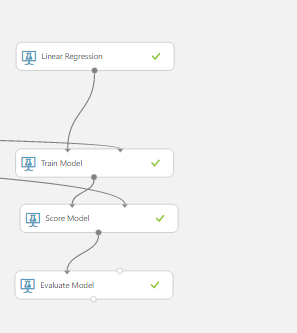 Linear Regression
Train Model
Score Model
Evaluate Model